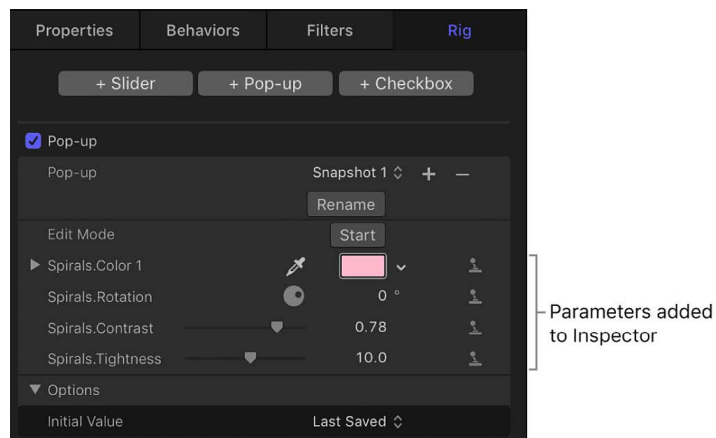 Properties Behaviors Filters Rig
+ Slider + Pop-up + Checkbox
Pop-up
Pop-up Snapshot 1 + −
Rename
Edit Mode Start
Spirals.Color 1
Spirals.Rotation 0 °
Spirals.Contrast 0.78
Spirals.Tightness 10.0
Options
Initial Value Last Saved
Parameters added
to Inspector